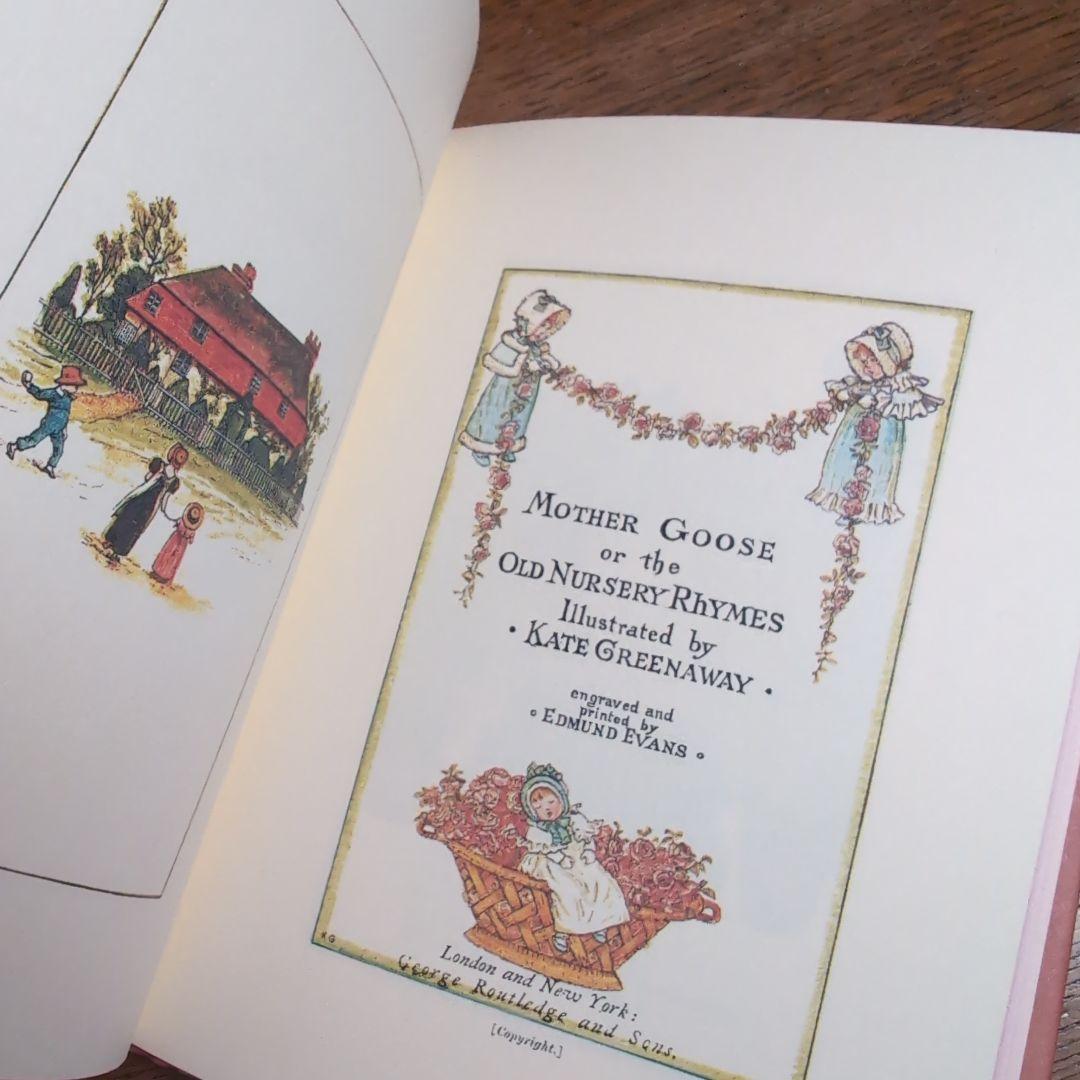 MOTHER GOOSE
or the
OLD NURSERY RHYMES
Illustrated by
• KATE GREENAWAY •
engraved and
printed by
• EDMUND EVANS •
KG
London and New York:
George Routledge and Sons.
[Copyright.]